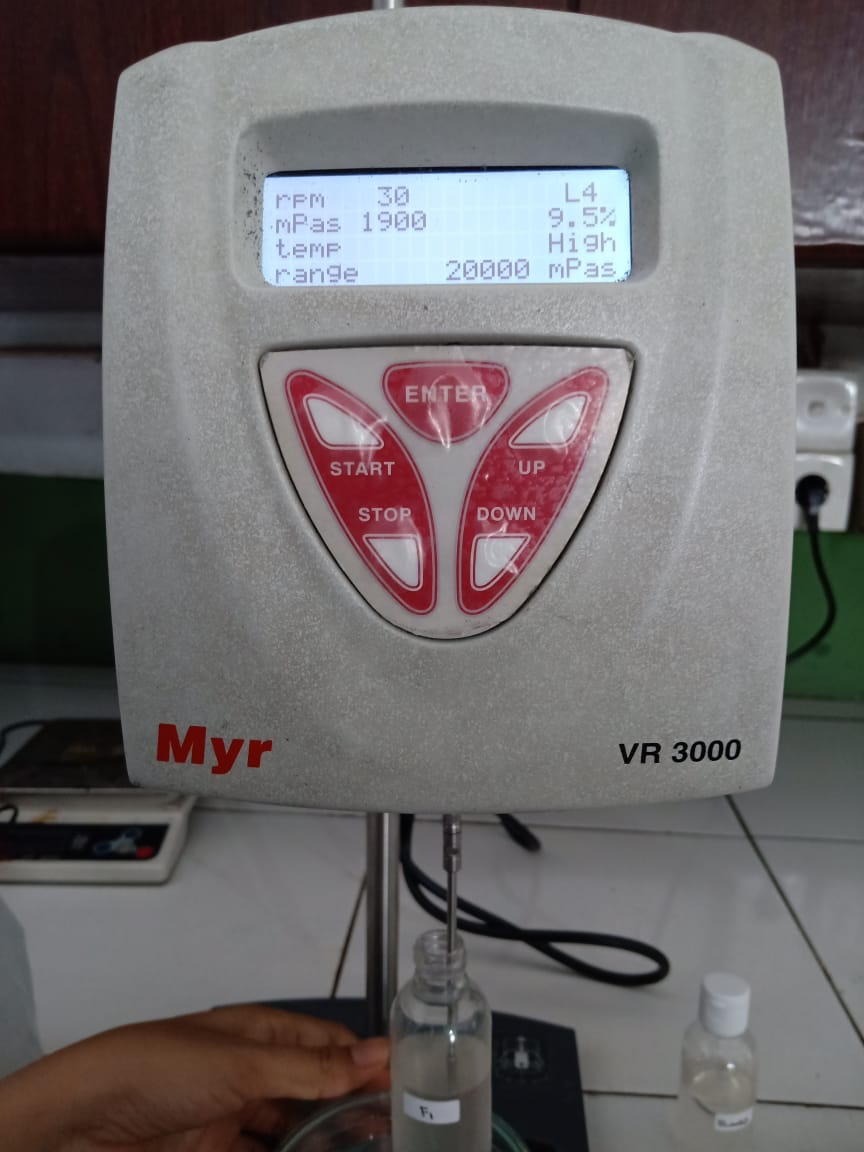 rpm 30 L4
mPas 1900 9.5%
temp High
range 20000 mPas
ENTER
START UP
STOP DOWN
Myr VR 3000
F1